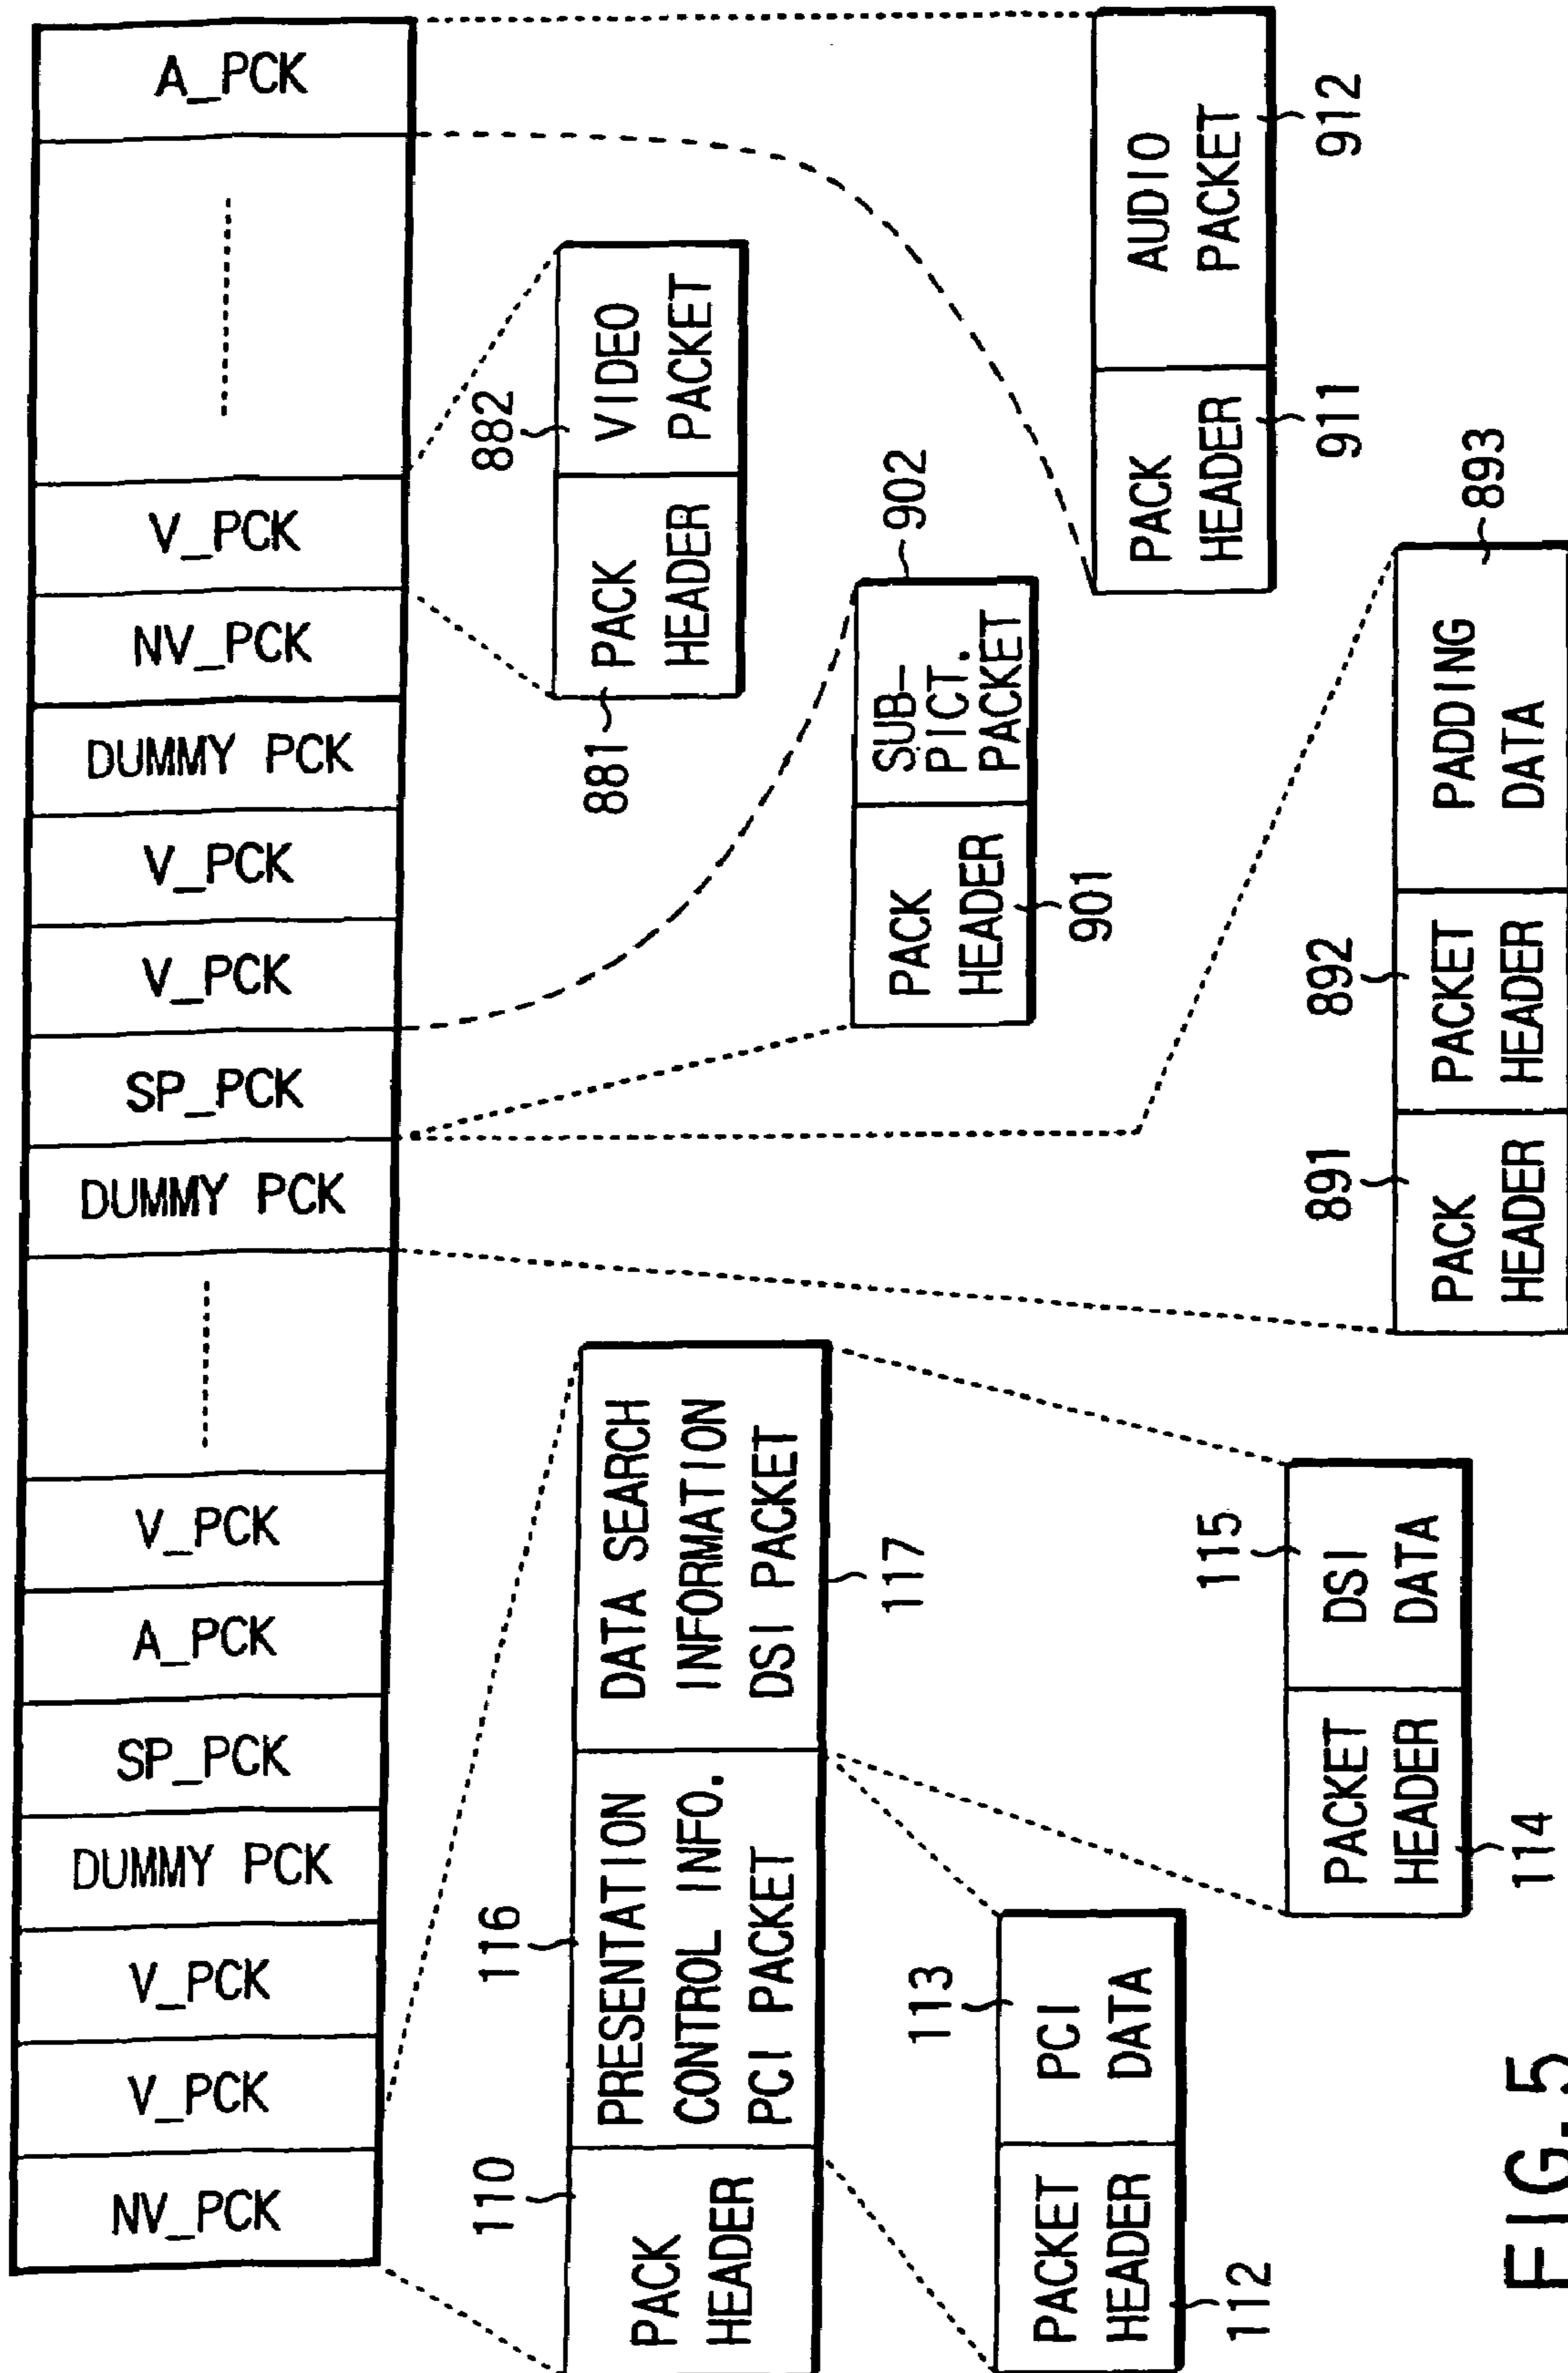 NV_PCK
V_PCK
V_PCK
DUMMY PCK
SP_PCK
A_PCK
V_PCK
DUMMY PCK
SP_PCK
V_PCK
V_PCK
DUMMY PCK
NV_PCK
V_PCK
A_PCK
110
116
PACK
HEADER
PRESENTATION
CONTROL INFO.
PCI PACKET
DATA SEARCH
INFORMATION
DSI PACKET
117
881
882
PACK
HEADER
VIDEO
PACKET
PACK
HEADER
SUB-
PICT.
PACKET
901
902
113
PACKET
HEADER
PCI
DATA
112
PACK
HEADER
AUDIO
PACKET
911
912
115
PACKET
HEADER
DSI
DATA
114
891
892
PACK
HEADER
PACKET
HEADER
PADDING
DATA
893
FIG. 5